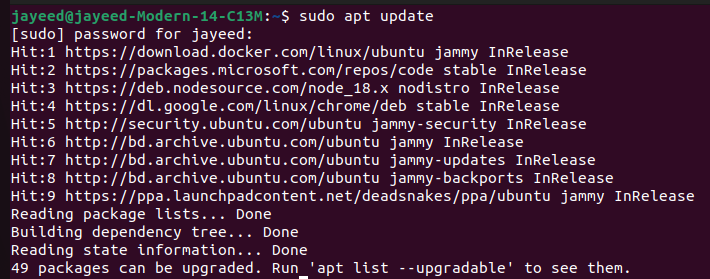 jayeed@jayeed-Modern-14-C13M:~$ sudo apt update
[sudo] password for jayeed:
Hit:1 https://download.docker.com/linux/ubuntu jammy InRelease
Hit:2 https://packages.microsoft.com/repos/code stable InRelease
Hit:3 https://deb.nodesource.com/node_18.x nodistro InRelease
Hit:4 https://dl.google.com/linux/chrome/deb stable InRelease
Hit:5 http://security.ubuntu.com/ubuntu jammy-security InRelease
Hit:6 http://bd.archive.ubuntu.com/ubuntu jammy InRelease
Hit:7 http://bd.archive.ubuntu.com/ubuntu jammy-updates InRelease
Hit:8 http://bd.archive.ubuntu.com/ubuntu jammy-backports InRelease
Hit:9 https://ppa.launchpadcontent.net/deadsnakes/ppa/ubuntu jammy InRelease
Reading package lists... Done
Building dependency tree... Done
Reading state information... Done
49 packages can be upgraded. Run 'apt list --upgradable' to see them.